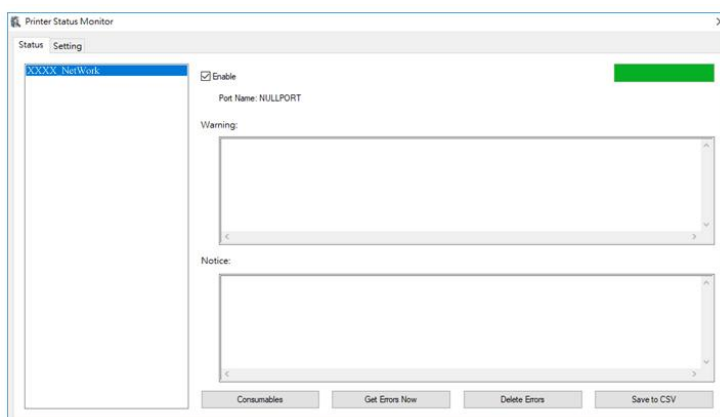 Printer Status Monitor
Status Setting
XXXX_NetWork
Enable
Port Name: NULLPORT
Warning:
Notice:
Consumables Get Errors Now Delete Errors Save to CSV